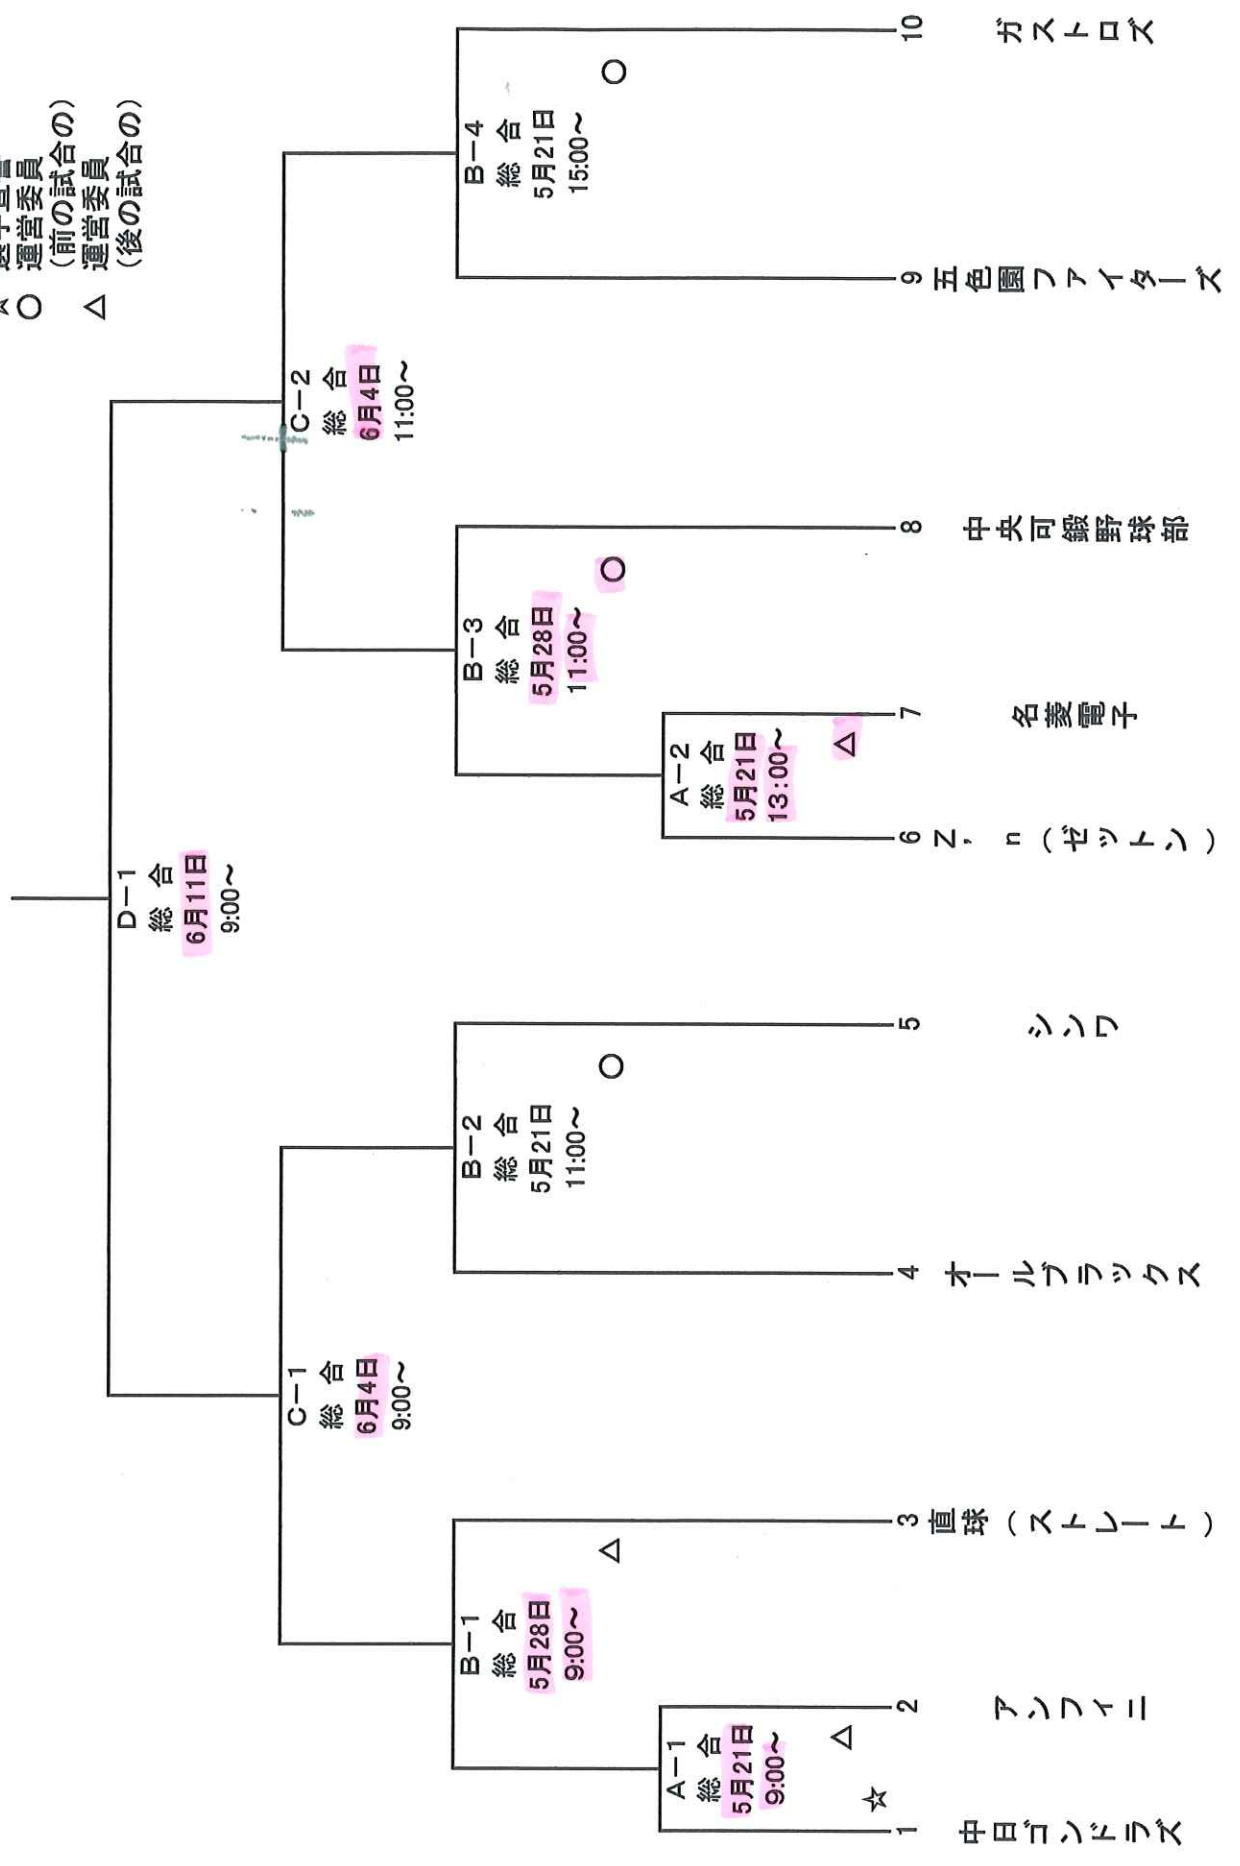 ☆ 選手宣誓
○ 運営委員
(前の試合の)
△ 運営委員
(後の試合の)
D－1
総 合
6月11日
9:00～
C－1
総 合
6月4日
9:00～
C－2
総 合
6月4日
11:00～
B－1
総 合
5月28日
9:00～
△
B－2
総 合
5月21日
11:00～
○
B－3
総 合
5月28日
11:00～
○
B－4
総 合
5月21日
15:00～
○
A－1
総 合
5月21日
9:00～
☆
△
A－2
総 合
5月21日
13:00～
△
1 中日ゴンドラズ
2 アンフィニ
3 直球(ストレート)
4 オールブラックス
5 シンワ
6 Z, n(ゼットン)
7 名菱電子
8 中央可鍛野球部
9 五色園ファイターズ
10 ガストロズ